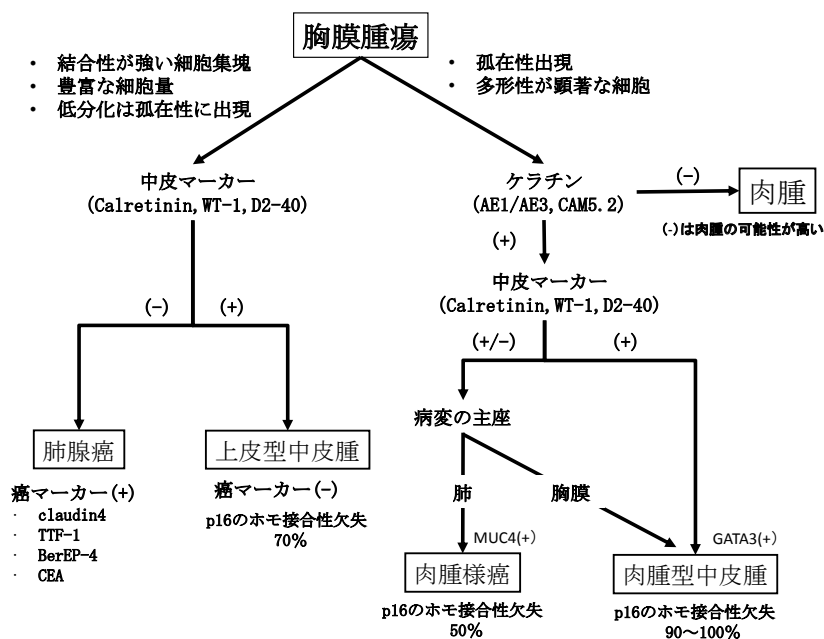 胸膜腫瘍
・ 結合性が強い細胞集塊
・ 豊富な細胞量
・ 低分化は孤在性に出現
・ 孤在性出現
・ 多形性が顕著な細胞
中皮マーカー
(Calretinin,WT-1,D2-40)
ケラチン
(AE1/AE3,CAM5.2)
(-)
肉腫
(-)は肉腫の可能性が高い
(+)
中皮マーカー
(Calretinin,WT-1,D2-40)
(-)
(+)
(+/-)
(+)
病変の主座
肺腺癌
癌マーカー(+)
・ claudin4
・ TTF-1
・ BerEP-4
・ CEA
上皮型中皮腫
癌マーカー(-)
p16のホモ接合性欠失
70%
肺
胸膜
MUC4(+)
GATA3(+)
肉腫様癌
p16のホモ接合性欠失
50%
肉腫型中皮腫
p16のホモ接合性欠失
90～100%